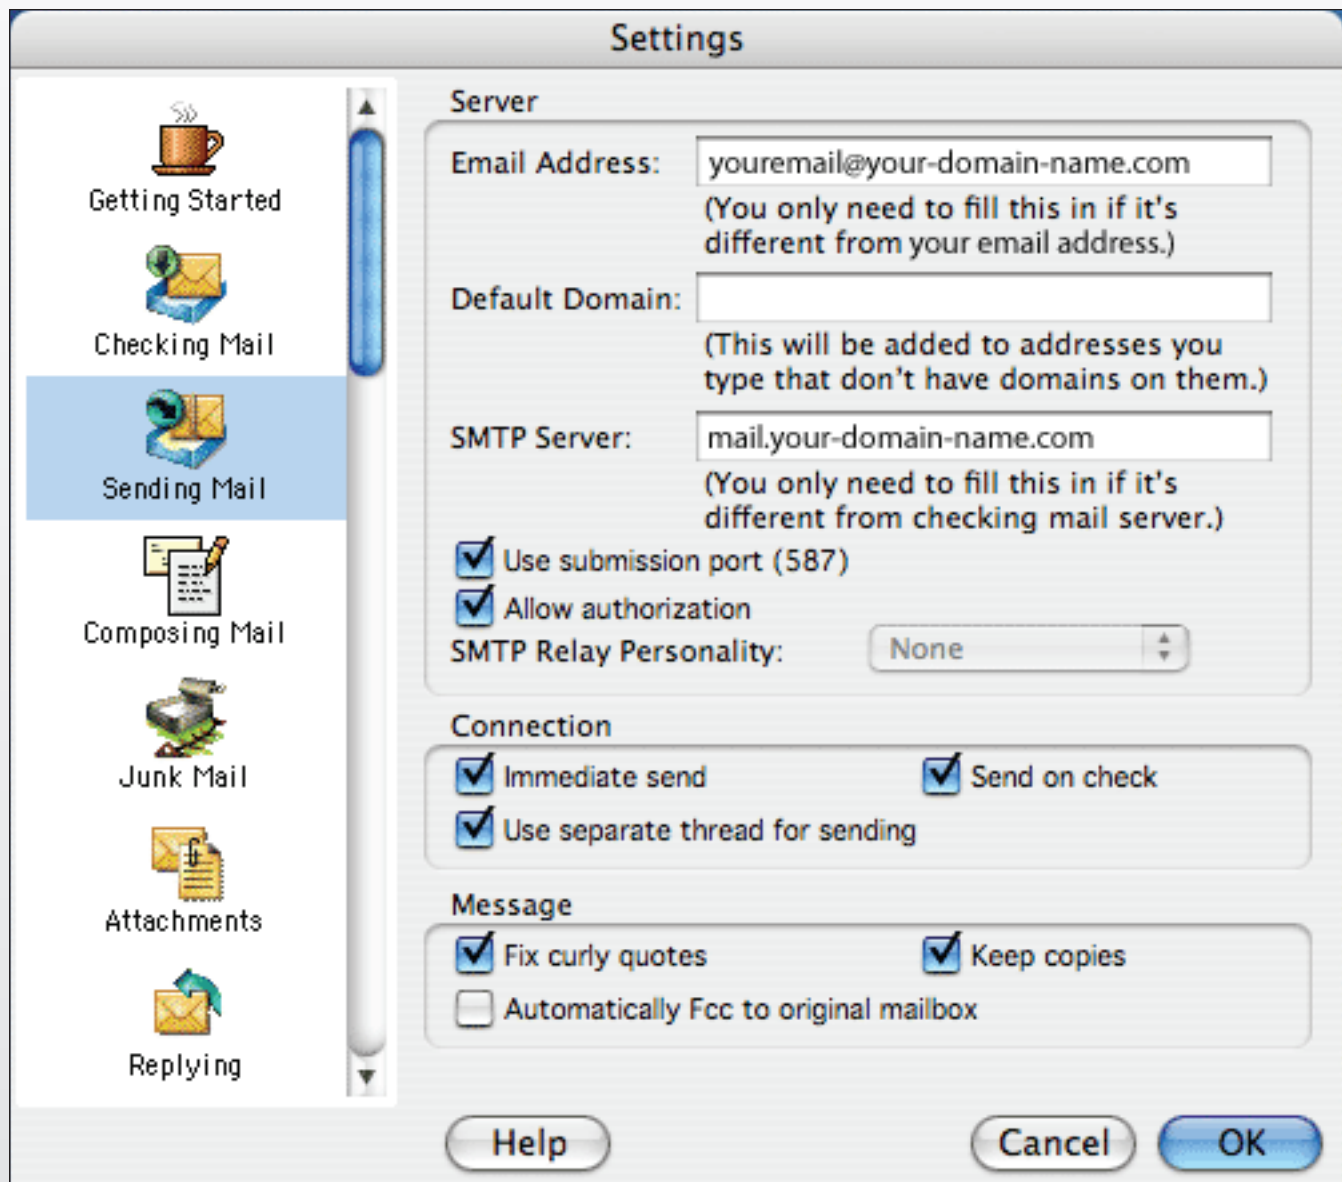 Settings
Getting Started
Checking Mail
Sending Mail
Composing Mail
Junk Mail
Attachments
Replying
Server
Email Address: youremail@your-domain-name.com
(You only need to fill this in if it's
different from your email address.)
Default Domain:
(This will be added to addresses you
type that don't have domains on them.)
SMTP Server: mail.your-domain-name.com
(You only need to fill this in if it's
different from checking mail server.)
Use submission port (587)
Allow authorization
SMTP Relay Personality: None
Connection
Immediate send Send on check
Use separate thread for sending
Message
Fix curly quotes Keep copies
Automatically Fcc to original mailbox
Help Cancel OK